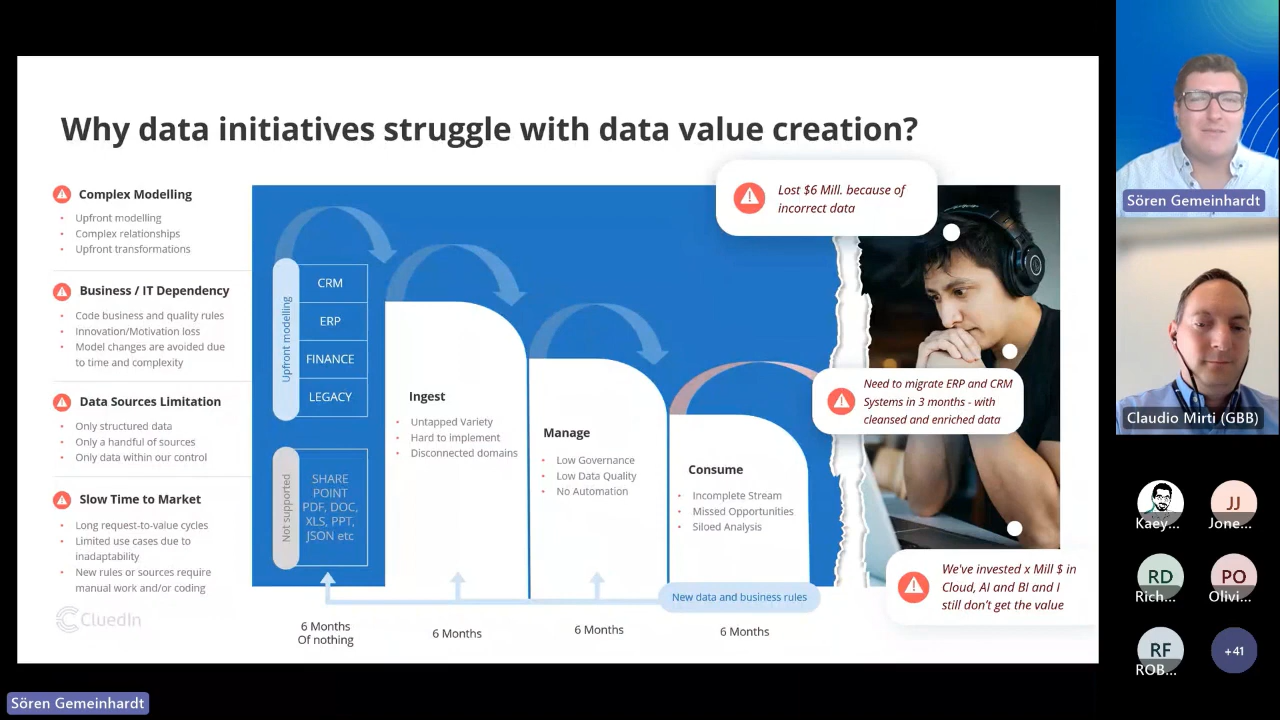 Why data initiatives struggle with data value creation?
Complex Modelling
• Upfront modelling
• Complex relationships
• Upfront transformations
Business / IT Dependency
• Code business and quality rules
• Innovation/Motivation loss
• Model changes are avoided due
to time and complexity
Data Sources Limitation
• Only structured data
• Only a handful of sources
• Only data within our control
Slow Time to Market
• Long request-to-value cycles
• Limited use cases due to
inadaptability
• New rules or sources require
manual work and/or coding
CluedIn
Upfront modelling
CRM
ERP
FINANCE
LEGACY
Not supported
SHARE
POINT
PDF, DOC,
XLS, PPT,
JSON etc
6 Months
Of nothing
Ingest
• Untapped Variety
• Hard to implement
• Disconnected domains
6 Months
Manage
• Low Governance
• Low Data Quality
• No Automation
6 Months
Consume
• Incomplete Stream
• Missed Opportunities
• Siloed Analysis
New data and business rules
6 Months
Lost $6 Mill. because of
incorrect data
Need to migrate ERP and CRM
Systems in 3 months - with
cleansed and enriched data
We've invested x Mill $ in
Cloud, AI and BI and I
still don't get the value
Sören Gemeinhardt
Claudio Mirti (GBB)
Kaey...
JJ
Jone...
RD
Rich...
PO
Olivi...
RF
ROB...
+41
Sören Gemeinhardt